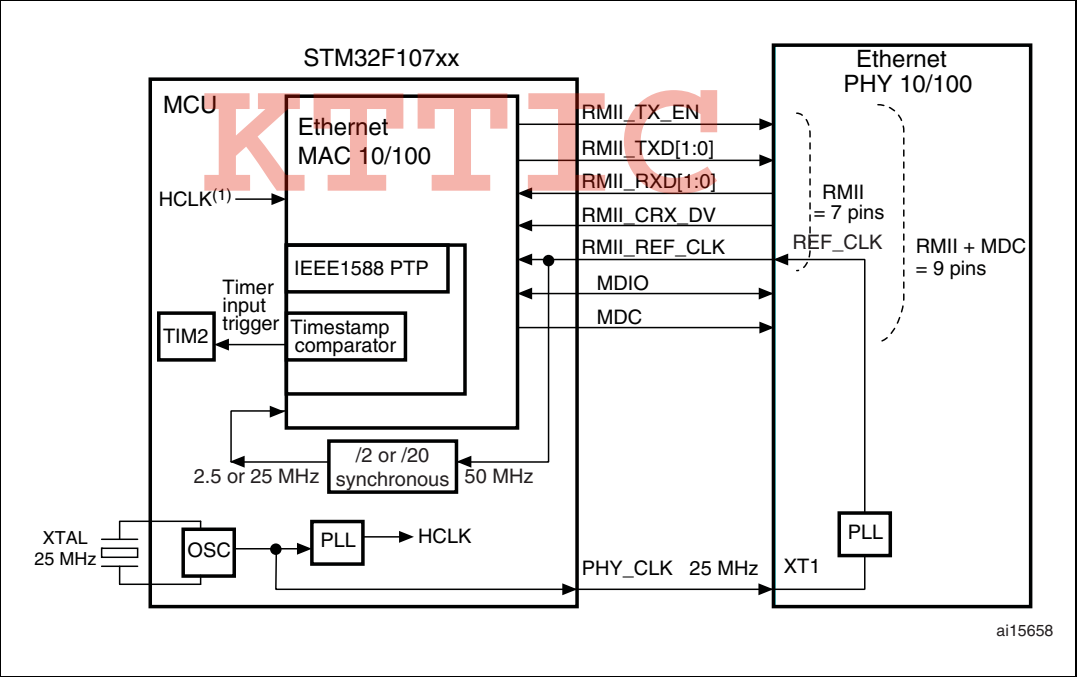 STM32F107xx
Ethernet
PHY 10/100
MCU
KTTIC
Ethernet
MAC 10/100
HCLK(1)
RMII_TX_EN
RMII_TXD[1:0]
RMII_RXD[1:0]
RMII_CRX_DV
RMII_REF_CLK
MDIO
MDC
RMII
= 7 pins
REF_CLK
RMII + MDC
= 9 pins
IEEE1588 PTP
Timer
input
trigger
TIM2
Timestamp
comparator
/2 or /20
synchronous
2.5 or 25 MHz
50 MHz
XTAL
25 MHz
OSC
PLL
HCLK
PHY_CLK 25 MHz
XT1
PLL
ai15658